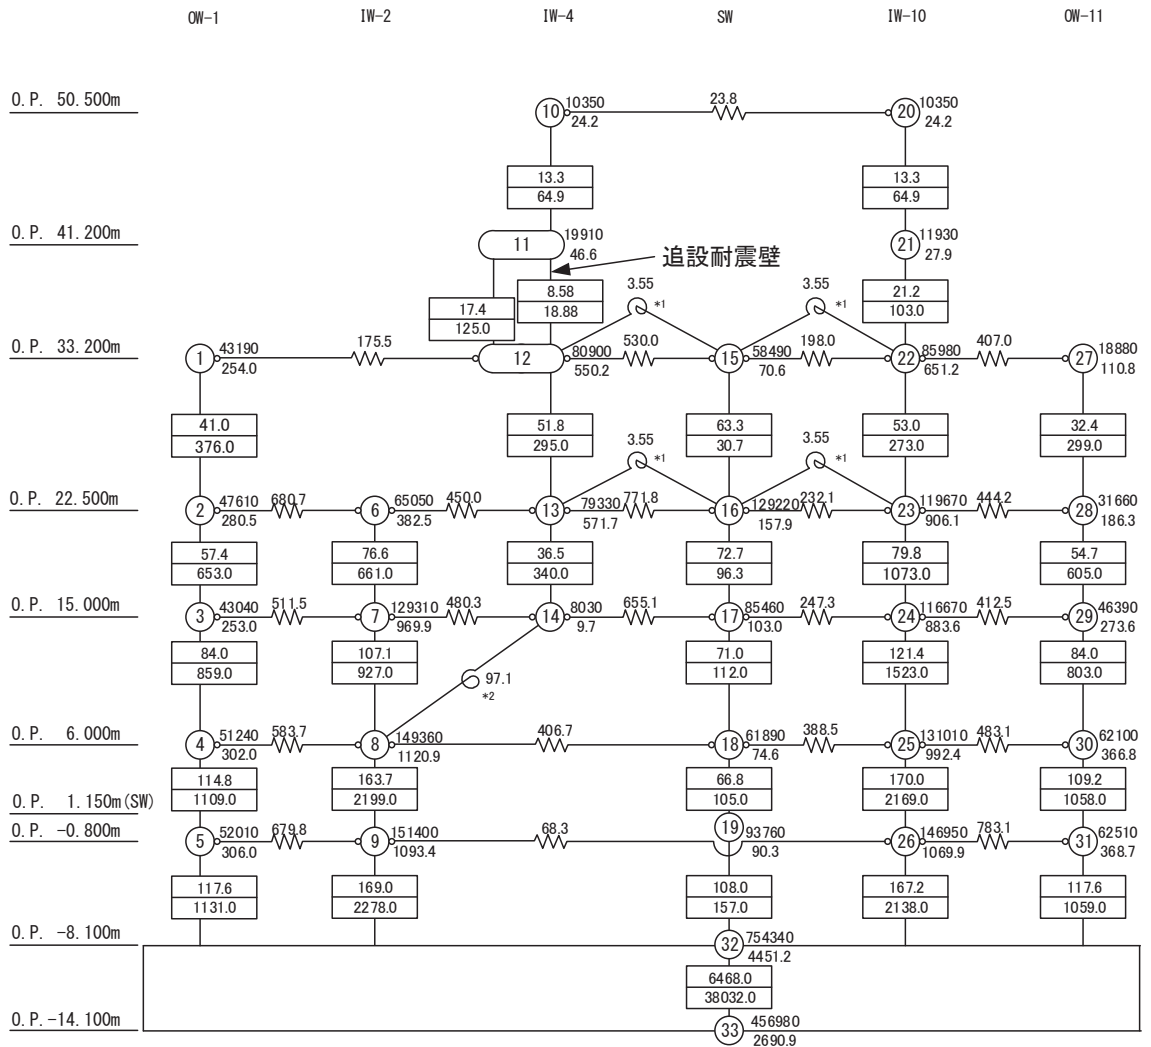 OW-1 IW-2 IW-4 SW IW-10 OW-11
O.P. 50.500m 10 10350 23.8 20 10350
24.2 24.2
13.3 13.3
64.9 64.9
O.P. 41.200m 11 19910 21 11930
46.6 27.9
追設耐震壁
8.58 3.55 3.55 21.2
17.4 18.88 *1 *1 103.0
125.0
O.P. 33.200m 1 43190 175.5 12 80900 530.0 15 58490 198.0 22 85980 407.0 27 18880
254.0 550.2 70.6 651.2 110.8
41.0 51.8 63.3 53.0 32.4
376.0 295.0 30.7 273.0 299.0
3.55 3.55
*1 *1
O.P. 22.500m 2 47610 680.7 6 65050 450.0 13 79330 771.8 16 129220 232.1 23 119670 444.2 28 31660
280.5 382.5 571.7 157.9 906.1 186.3
57.4 76.6 36.5 72.7 79.8 54.7
653.0 661.0 340.0 96.3 1073.0 605.0
O.P. 15.000m 3 43040 511.5 7 129310 480.3 14 8030 655.1 17 85460 247.3 24 116670 412.5 29 46390
253.0 969.9 9.7 103.0 883.6 273.6
84.0 107.1 71.0 121.4 84.0
859.0 927.0 112.0 1523.0 803.0
97.1
*2
O.P. 6.000m 4 51240 583.7 8 149360 406.7 18 61890 388.5 25 131010 483.1 30 62100
302.0 1120.9 74.6 992.4 366.8
114.8 163.7 66.8 170.0 109.2
1109.0 2199.0 105.0 2169.0 1058.0
O.P. 1.150m(SW)
O.P. -0.800m 5 52010 679.8 9 151400 68.3 19 93760 26 146950 783.1 31 62510
306.0 1093.4 90.3 1069.9 368.7
117.6 169.0 108.0 167.2 117.6
1131.0 2278.0 157.0 2138.0 1059.0
O.P. -8.100m 32 754340
4451.2
6468.0
38032.0
O.P.-14.100m 33 456980
2690.9